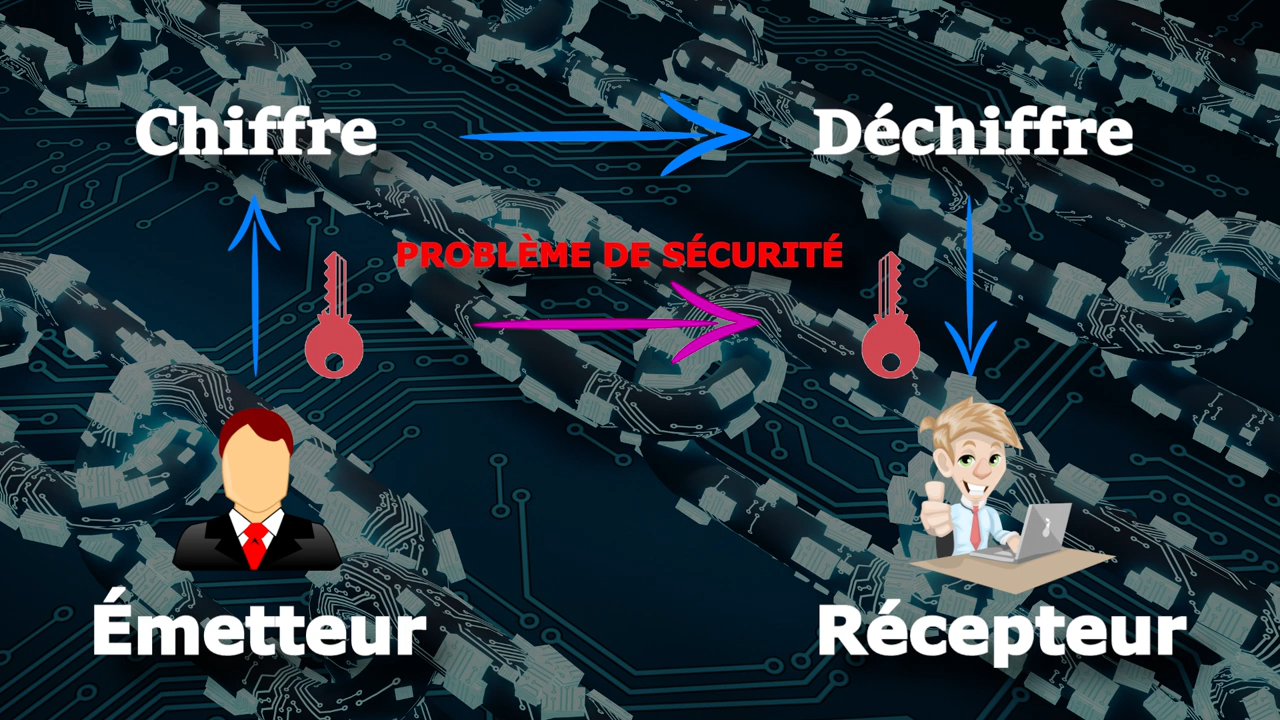 Chiffre
Déchiffre
PROBLÈME DE SÉCURITÉ
Émetteur
Récepteur